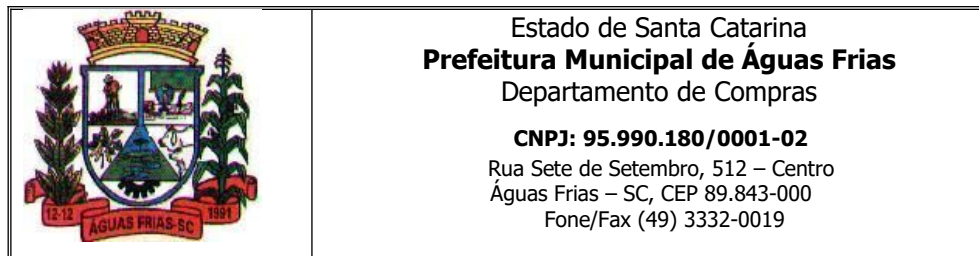 12-12
1991
ÁGUAS FRIAS-SC
Estado de Santa Catarina
Prefeitura Municipal de Águas Frias
Departamento de Compras
CNPJ: 95.990.180/0001-02
Rua Sete de Setembro, 512 – Centro
Águas Frias – SC, CEP 89.843-000
Fone/Fax (49) 3332-0019